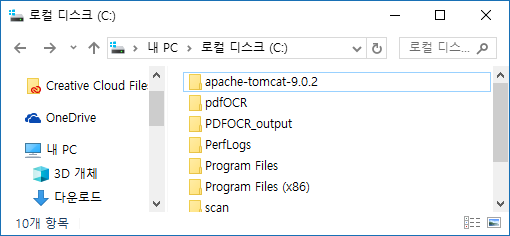 로컬 디스크 (C:)
내 PC > 로컬 디스크 (C:)
로컬 디스...
Creative Cloud File
OneDrive
내 PC
3D 개체
다운로드
apache-tomcat-9.0.2
pdfOCR
PDFOCR_output
PerfLogs
Program Files
Program Files (x86)
scan
10개 항목